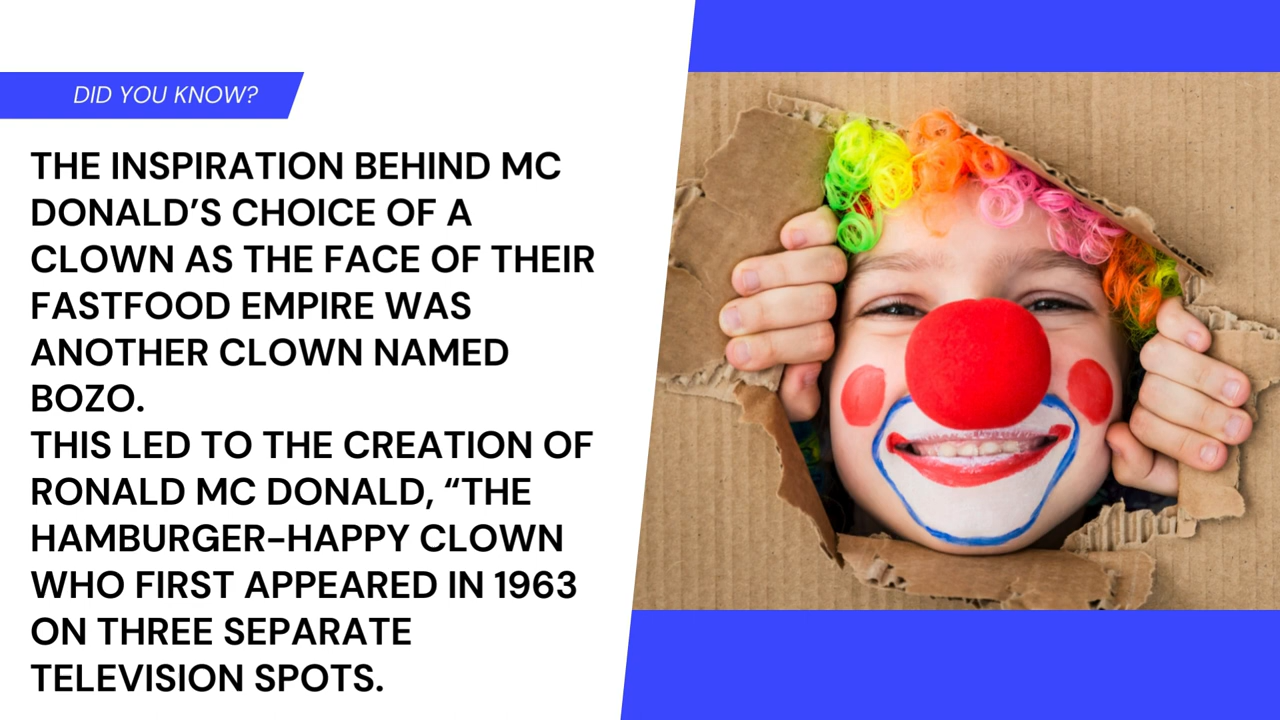 DID YOU KNOW?
THE INSPIRATION BEHIND MC
DONALD’S CHOICE OF A
CLOWN AS THE FACE OF THEIR
FASTFOOD EMPIRE WAS
ANOTHER CLOWN NAMED
BOZO.
THIS LED TO THE CREATION OF
RONALD MC DONALD, “THE
HAMBURGER-HAPPY CLOWN
WHO FIRST APPEARED IN 1963
ON THREE SEPARATE
TELEVISION SPOTS.